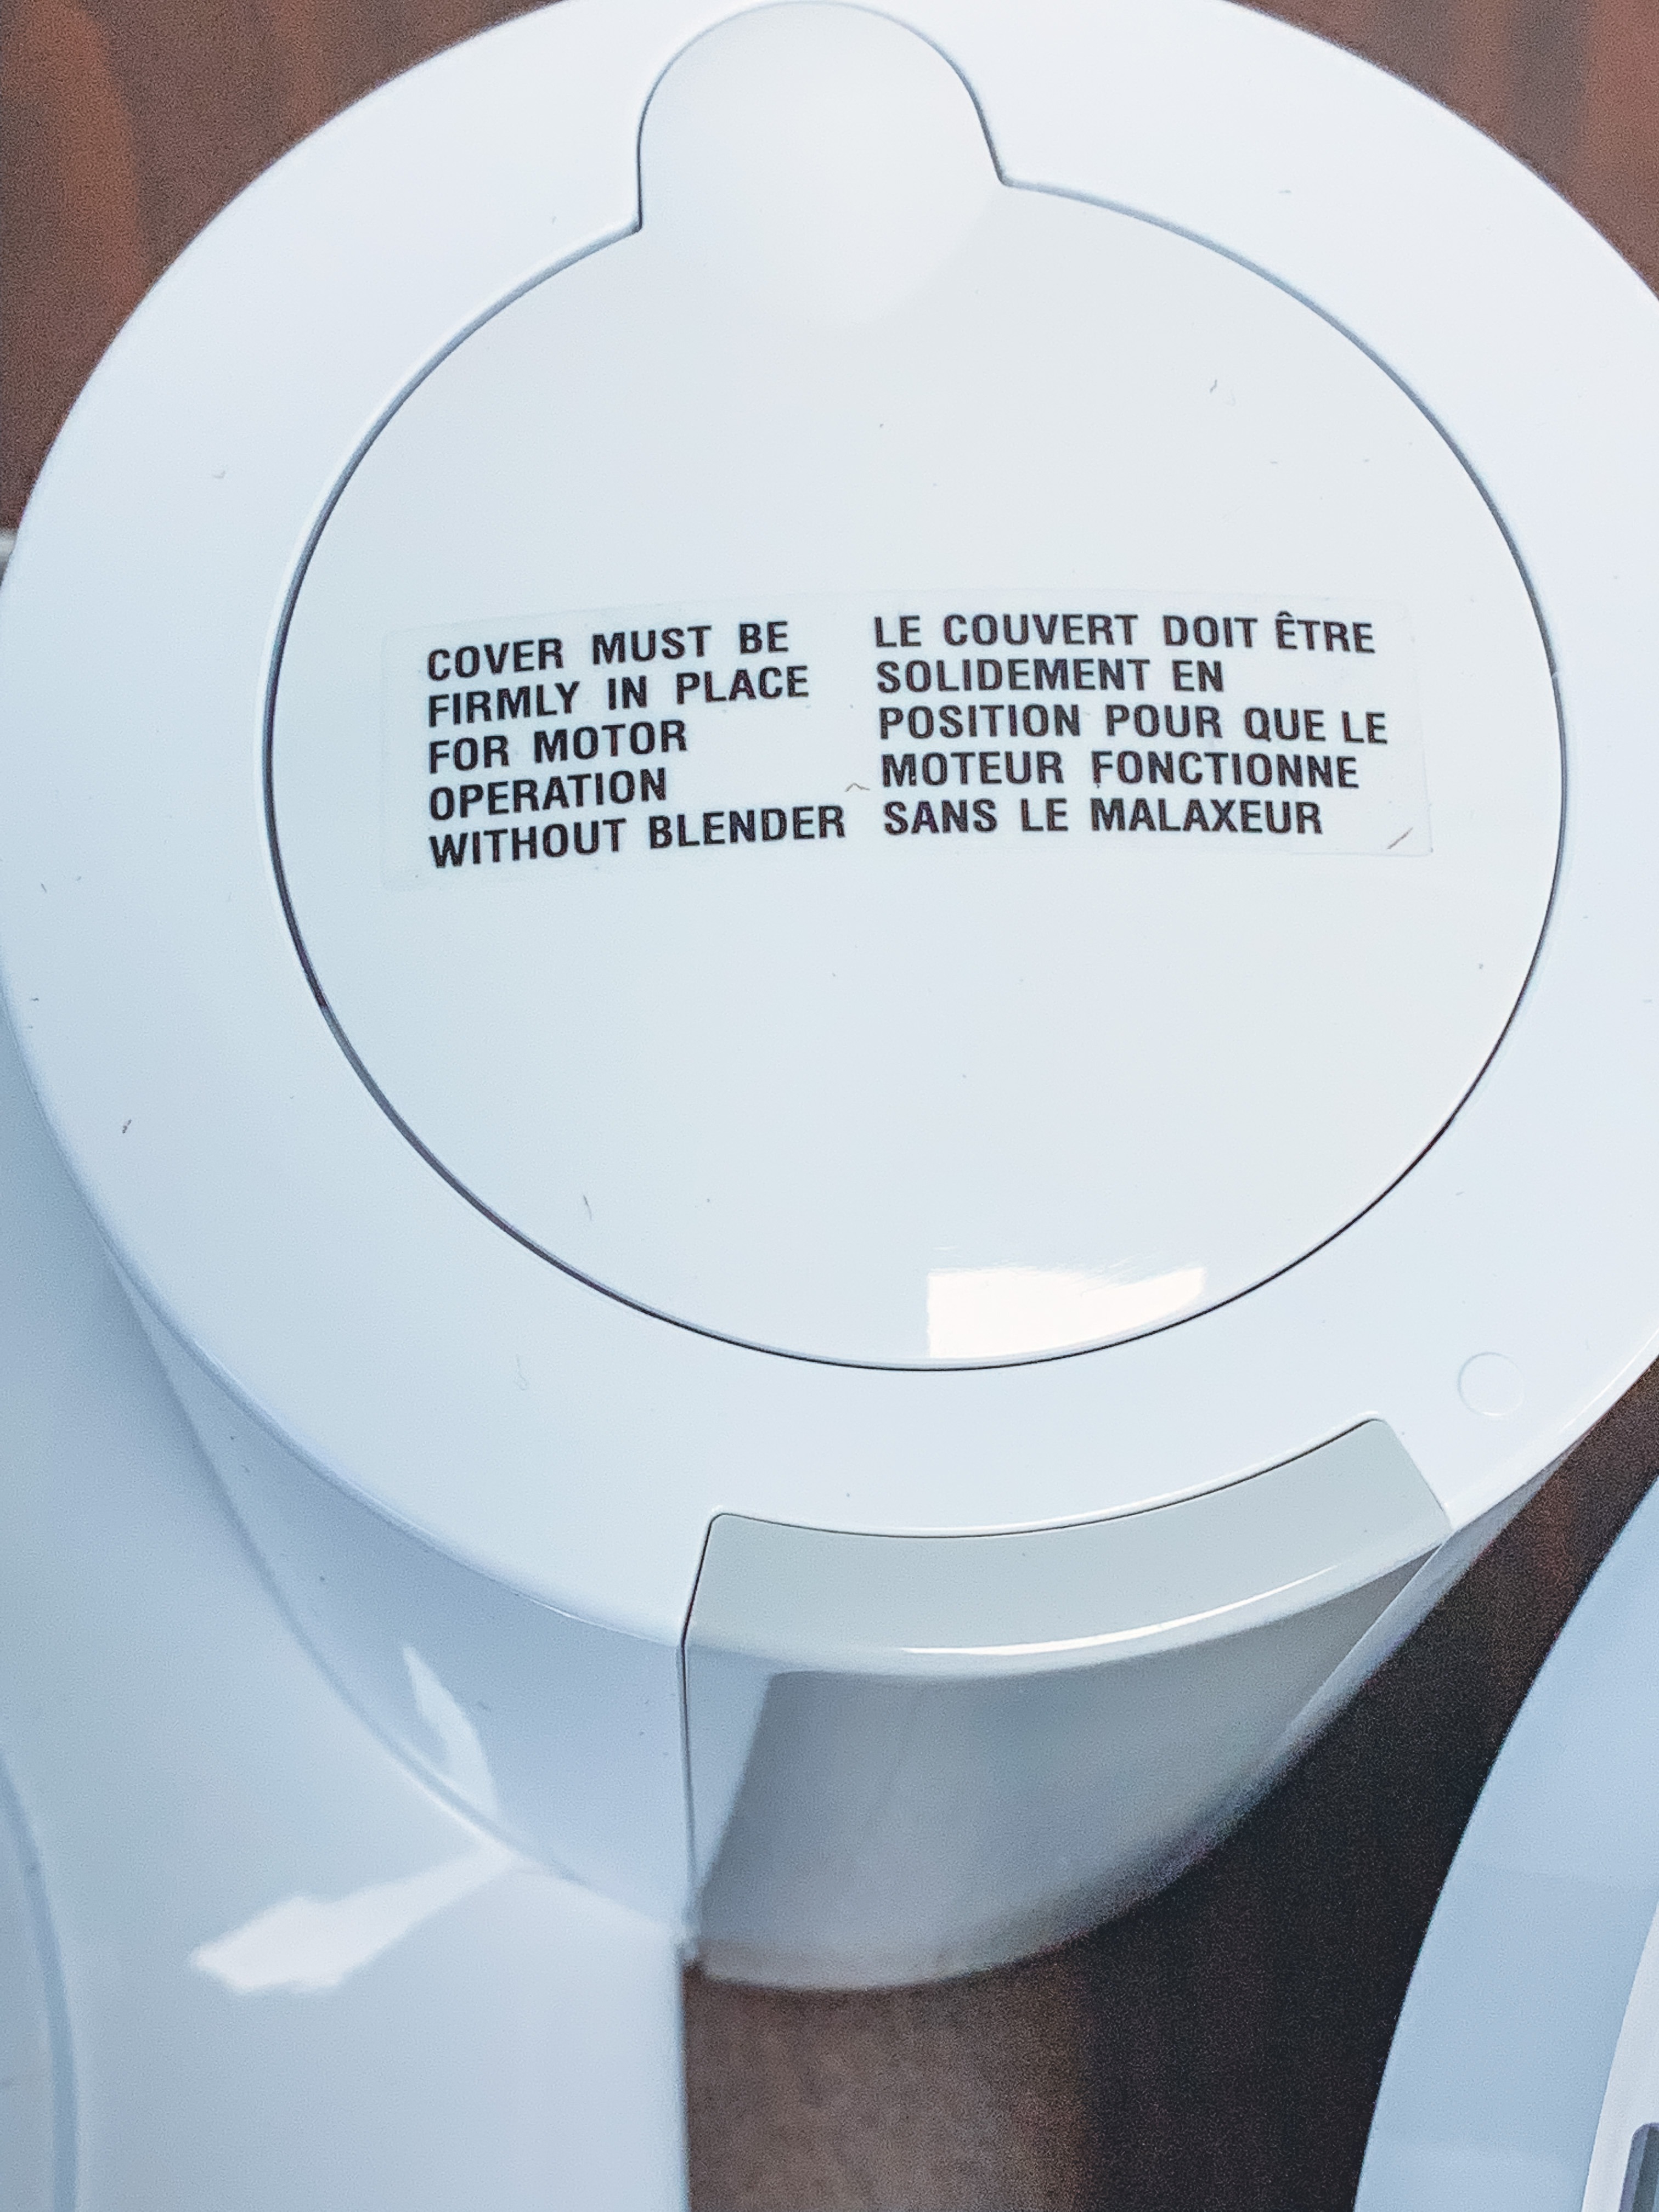 COVER MUST BE
FIRMLY IN PLACE
FOR MOTOR
OPERATION
WITHOUT BLENDER
LE COUVERT DOIT ÊTRE
SOLIDEMENT EN
POSITION POUR QUE LE
MOTEUR FONCTIONNE
SANS LE MALAXEUR